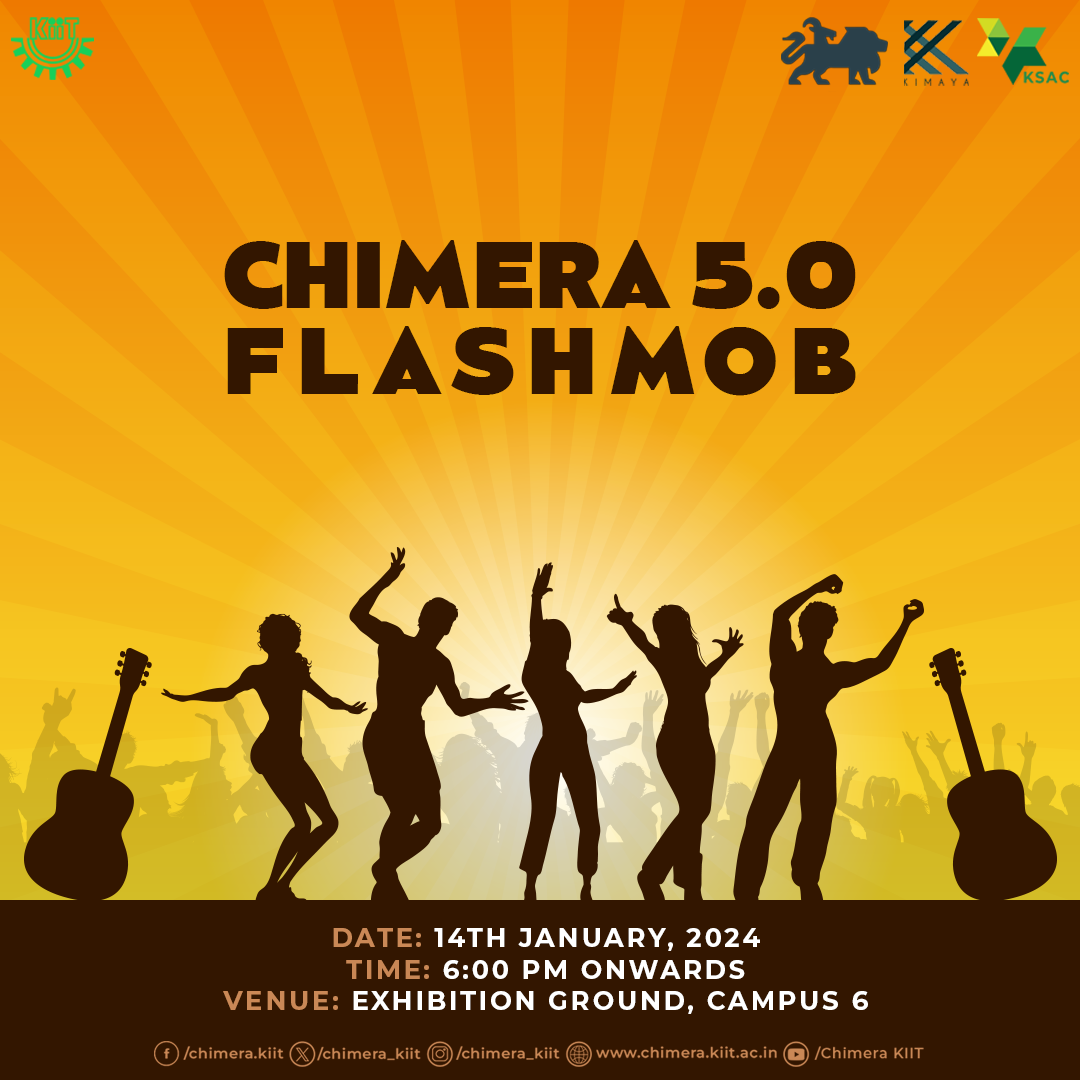 KIIT
KIMAYA
KSAC
CHIMERA 5.0
FLASHMOB
DATE: 14TH JANUARY, 2024
TIME: 6:00 PM ONWARDS
VENUE: EXHIBITION GROUND, CAMPUS 6
/chimera.kiit /chimera_kiit /chimera_kiit www.chimera.kiit.ac.in /Chimera KIIT